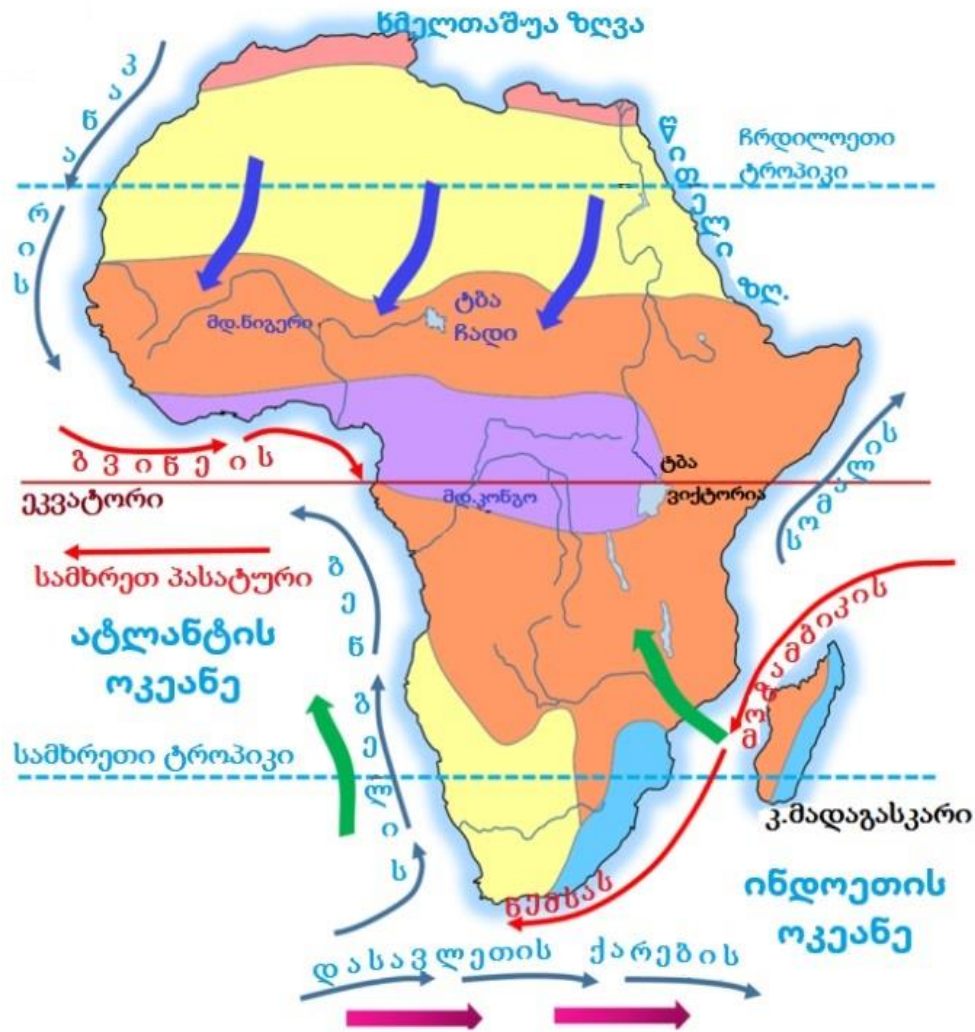 ხმელთაშუა ზღვა
კანარის
წითელი ზღ.
ჩრდილოეთი
ტროპიკი
მდ.ნიგერი
ტბა
ჩადი
გვინეის
ეკვატორი
მდ.კონგო
ტბა
ვიქტორია
სომალის
სამხრეთ პასატური
ბენგელის
ატლანტის
ოკეანე
მოზამბიკის
სამხრეთი ტროპიკი
კ.მადაგასკარი
ნემსას
ინდოეთის
ოკეანე
დასავლეთის ქარების